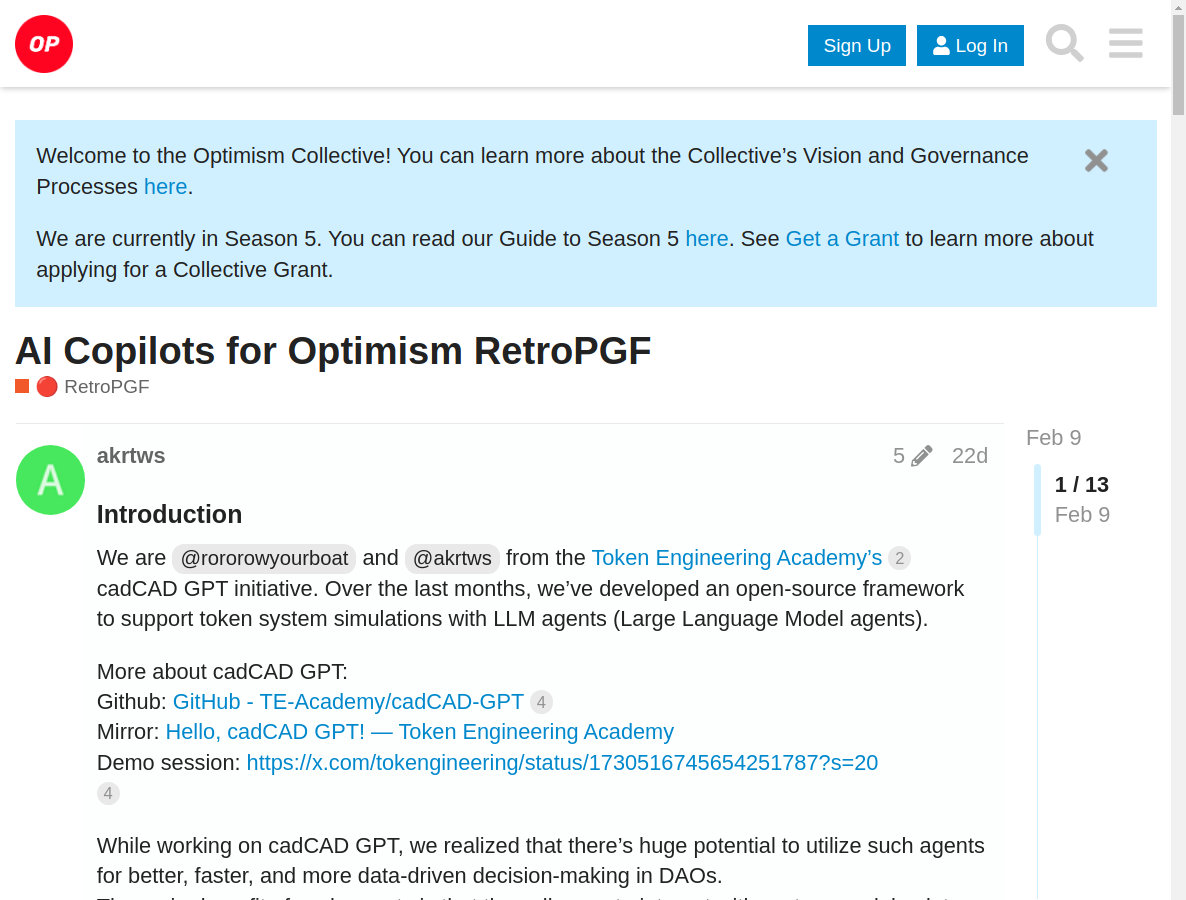 OP
Sign Up
Log In
Welcome to the Optimism Collective! You can learn more about the Collective’s Vision and Governance
Processes here.
We are currently in Season 5. You can read our Guide to Season 5 here. See Get a Grant to learn more about
applying for a Collective Grant.
AI Copilots for Optimism RetroPGF
RetroPGF
Feb 9
1 / 13
Feb 9
A
akrtws
5
22d
Introduction
We are @rororowyourboat and @akrtws from the Token Engineering Academy’s 2
cadCAD GPT initiative. Over the last months, we’ve developed an open-source framework
to support token system simulations with LLM agents (Large Language Model agents).
More about cadCAD GPT:
Github: GitHub - TE-Academy/cadCAD-GPT 4
Mirror: Hello, cadCAD GPT! — Token Engineering Academy
Demo session: https://x.com/tokengineering/status/1730516745654251787?s=20
4
While working on cadCAD GPT, we realized that there’s huge potential to utilize such agents
for better, faster, and more data-driven decision-making in DAOs.